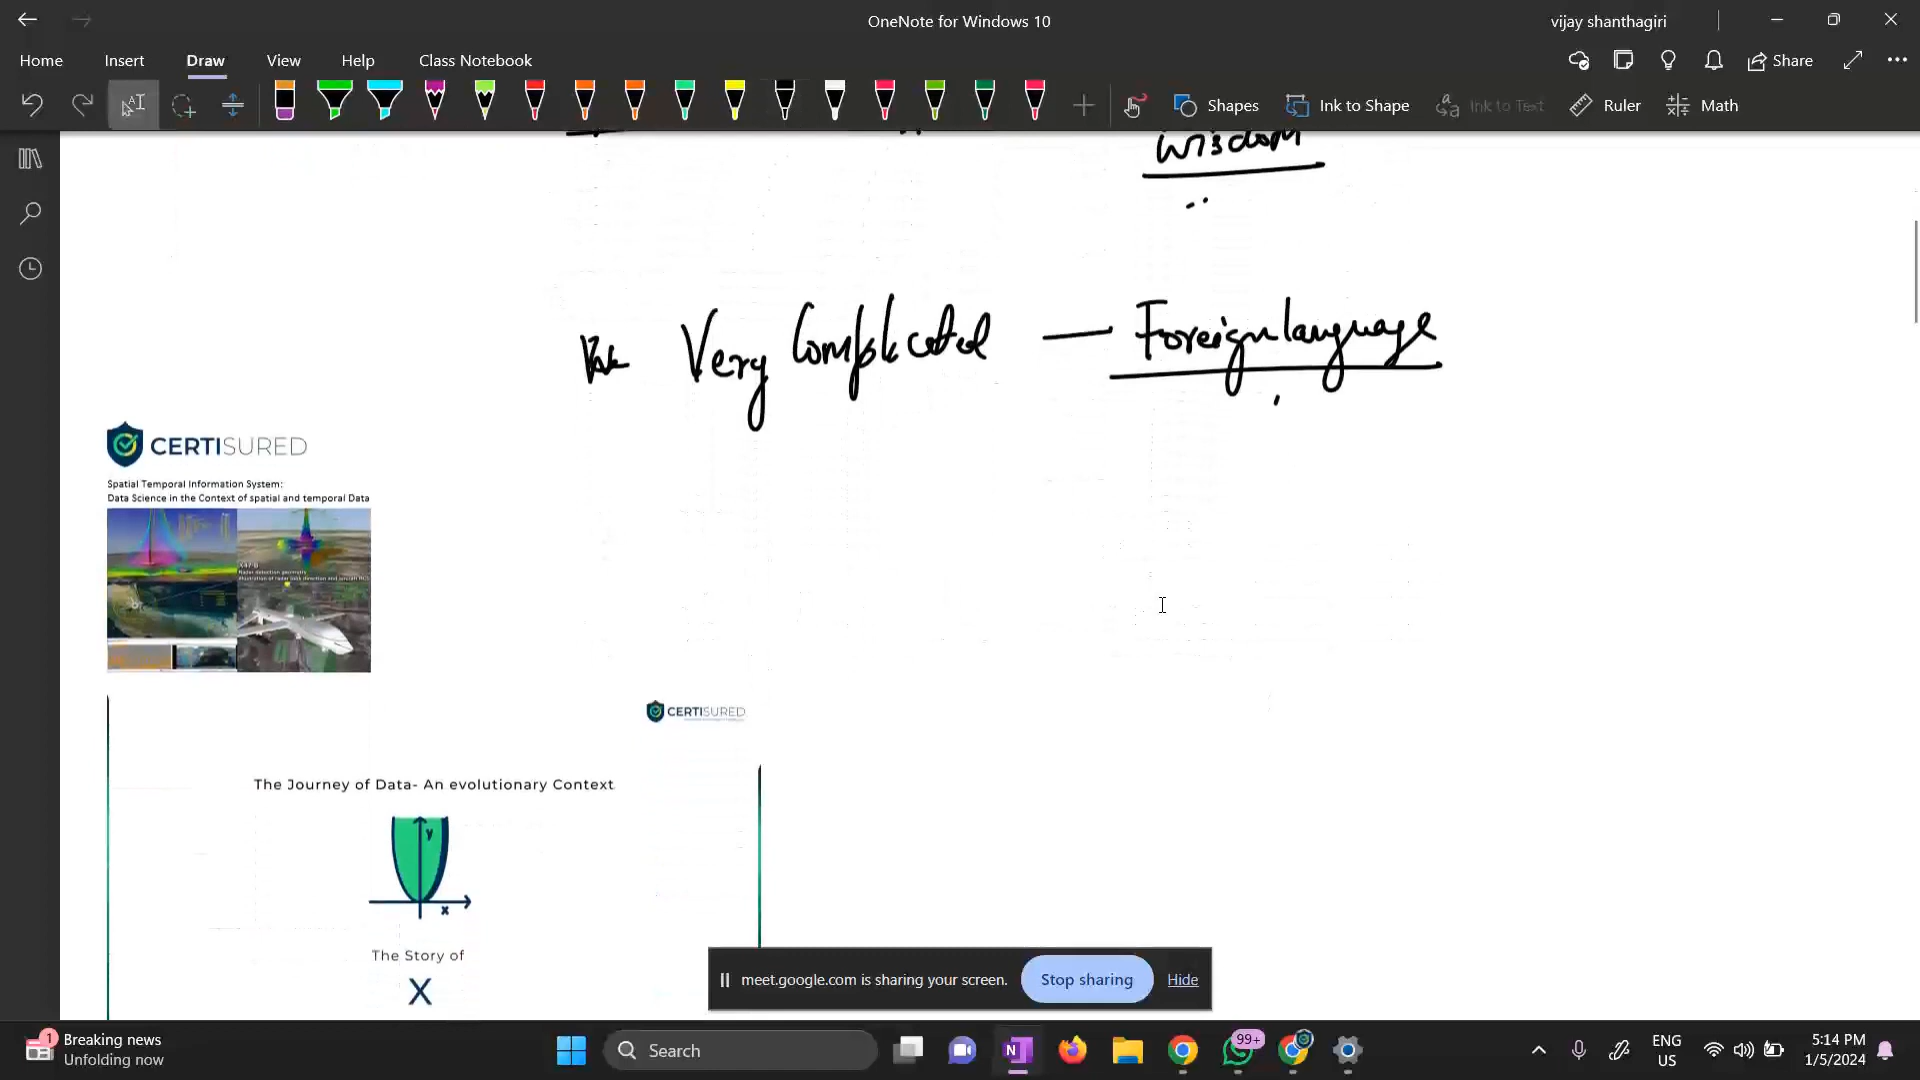 OneNote for Windows 10
vijay shanthagiri
Home
Insert
Draw
View
Help
Class Notebook
Share
Shapes
Ink to Shape
Ink to Text
Ruler
Math
Wisdom
Very Complicated — Foreign language
CERTISURED
Spatial Temporal Information System:
Data Science in the Context of spatial and temporal Data
CERTISURED
The Journey of Data- An evolutionary Context
y
x
The Story of
X
meet.google.com is sharing your screen.
Stop sharing
Hide
1
Breaking news
Unfolding now
Search
99+
ENG
US
5:14 PM
1/5/2024